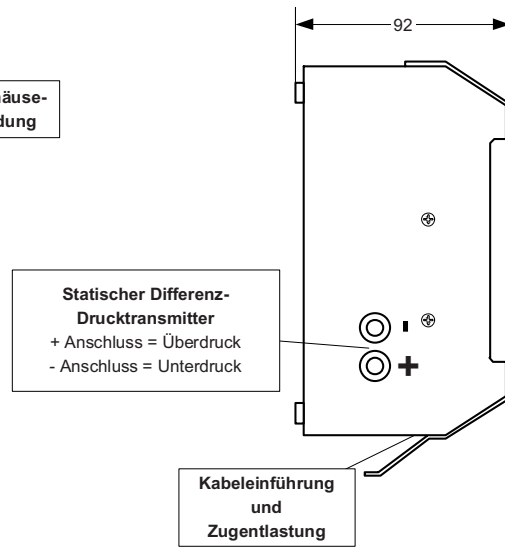 92
Statischer Differenz-
Drucktransmitter
+ Anschluss = Überdruck
- Anschluss = Unterdruck
- 
+
Kabeleinführung
und
Zugentlastung